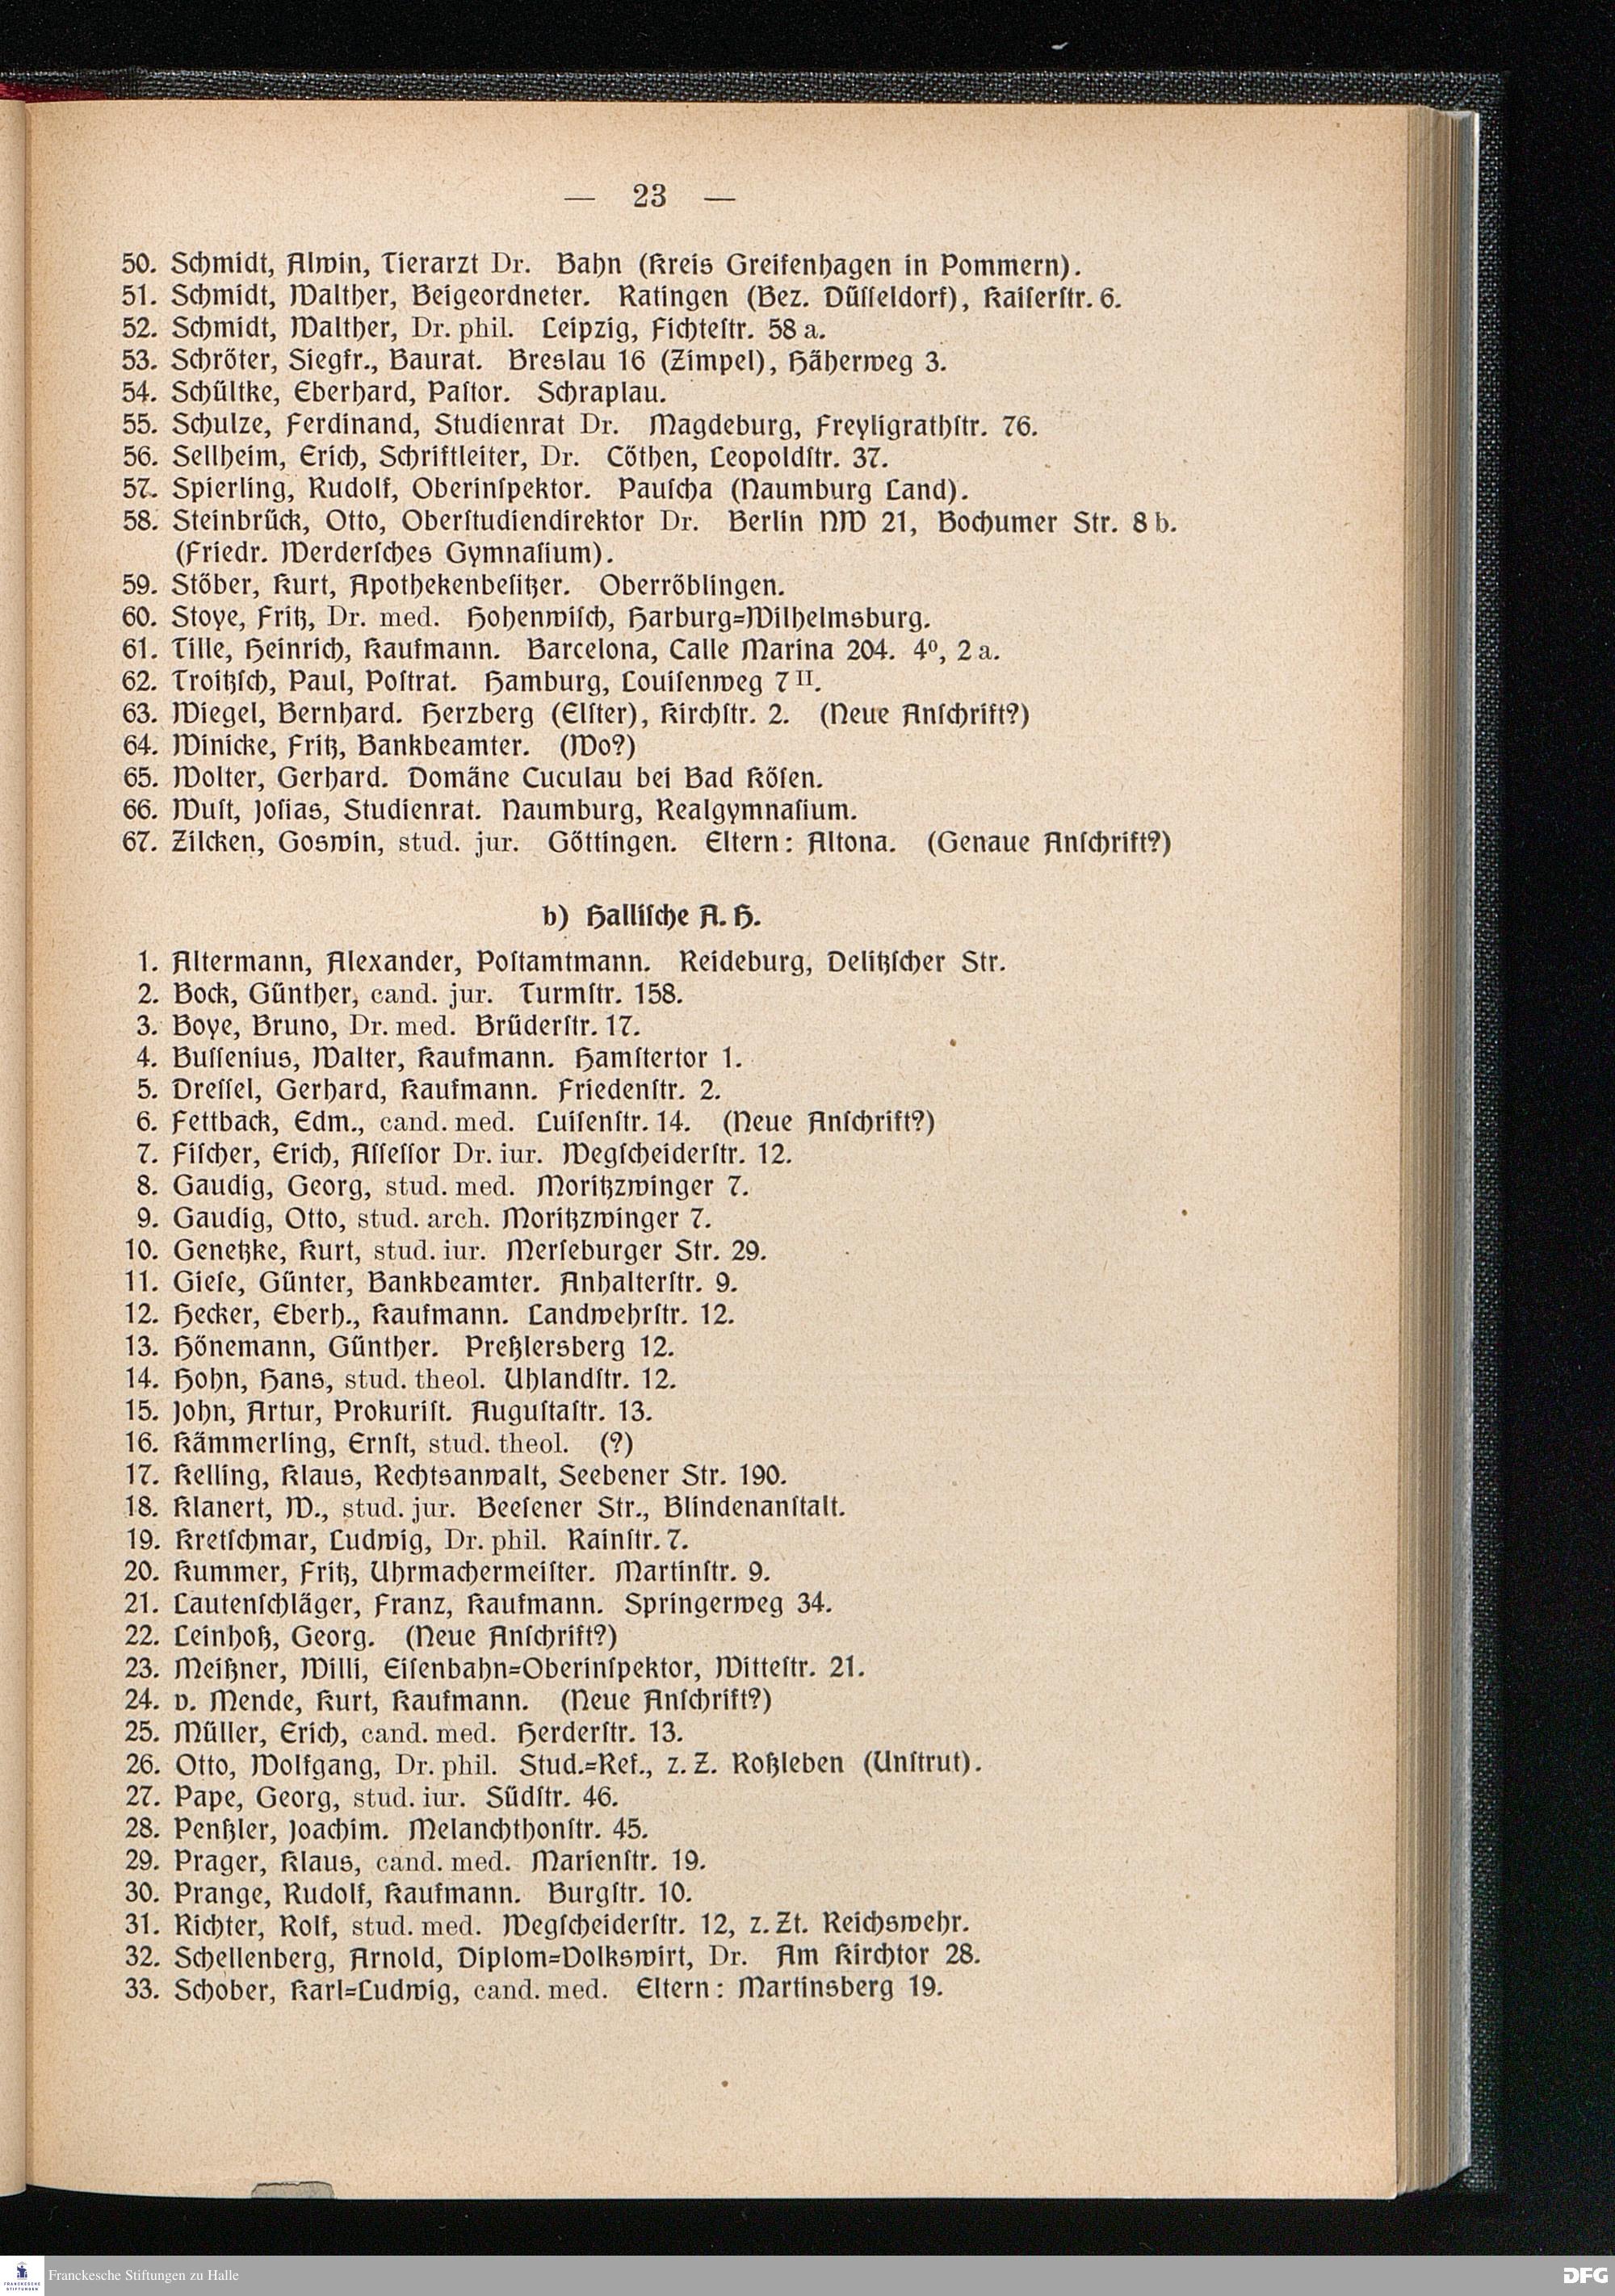 — 23 —
50. Schmidt, Alwin, Tierarzt Dr. Bahn (Kreis Greifenhagen in Pommern).
51. Schmidt, Walther, Beigeordneter. Ratingen (Bez. Düſſeldorf), Kaiſerſtr. 6.
52. Schmidt, Walther, Dr. phil. Leipzig, Fichteſtr. 58 a.
53. Schröter, Siegfr., Baurat. Breslau 16 (Zimpel), Häherweg 3.
54. Schültke, Eberhard, Paſtor. Schraplau.
55. Schulze, Ferdinand, Studienrat Dr. Magdeburg, Freyligrathſtr. 76.
56. Sellheim, Erich, Schriftleiter, Dr. Cöthen, Leopoldſtr. 37.
57. Spierling, Rudolf, Oberinſpektor. Pauſcha (Naumburg Land).
58. Steinbrück, Otto, Oberſtudiendirektor Dr. Berlin NW 21, Bochumer Str. 8 b.
(Friedr. Werderſches Gymnaſium).
59. Stöber, Kurt, Apothekenbeſitzer. Oberröblingen.
60. Stoye, Fritz, Dr. med. Hohenwiſch, Harburg=Wilhelmsburg.
61. Tille, Heinrich, Kaufmann. Barcelona, Calle Marina 204. 4⁰, 2 a.
62. Troitzſch, Paul, Poſtrat. Hamburg, Louiſenweg 7 II.
63. Wiegel, Bernhard. Herzberg (Elſter), Kirchſtr. 2. (Neue Anſchrift?)
64. Winicke, Fritz, Bankbeamter. (Wo?)
65. Wolter, Gerhard. Domäne Cuculau bei Bad Köſen.
66. Wuſt, Joſias, Studienrat. Naumburg, Realgymnaſium.
67. Zilcken, Goswin, stud. jur. Göttingen. Eltern: Altona. (Genaue Anſchrift?)
b) Halliſche A. H.
1. Altermann, Alexander, Poſtamtmann. Reideburg, Delitzſcher Str.
2. Bock, Günther, cand. jur. Turmſtr. 158.
3. Boye, Bruno, Dr. med. Brüderſtr. 17.
4. Buſſenius, Walter, Kaufmann. Hamſtertor 1.
5. Dreſſel, Gerhard, Kaufmann. Friedenſtr. 2.
6. Fettback, Edm., cand. med. Luiſenſtr. 14. (Neue Anſchrift?)
7. Fiſcher, Erich, Aſſeſſor Dr. iur. Wegſcheiderſtr. 12.
8. Gaudig, Georg, stud. med. Moritzzwinger 7.
9. Gaudig, Otto, stud. arch. Moritzzwinger 7.
10. Genetzke, Kurt, stud. iur. Merſeburger Str. 29.
11. Gieſe, Günter, Bankbeamter. Anhalterſtr. 9.
12. Hecker, Eberh., Kaufmann. Landwehrſtr. 12.
13. Hönemann, Günther. Preßlersberg 12.
14. Hohn, Hans, stud. theol. Uhlandſtr. 12.
15. John, Artur, Prokuriſt. Auguſtaſtr. 13.
16. Kämmerling, Ernſt, stud. theol. (?)
17. Kelling, Klaus, Rechtsanwalt, Seebener Str. 190.
18. Klanert, W., stud. jur. Beeſener Str., Blindenanſtalt.
19. Kretſchmar, Ludwig, Dr. phil. Rainſtr. 7.
20. Kummer, Fritz, Uhrmachermeiſter. Martinſtr. 9.
21. Lautenſchläger, Franz, Kaufmann. Springerweg 34.
22. Leinhoß, Georg. (Neue Anſchrift?)
23. Meißner, Willi, Eiſenbahn=Oberinſpektor, Witteſtr. 21.
24. v. Mende, Kurt, Kaufmann. (Neue Anſchrift?)
25. Müller, Erich, cand. med. Herderſtr. 13.
26. Otto, Wolfgang, Dr. phil. Stud.=Ref., z. Z. Roßleben (Unſtrut).
27. Pape, Georg, stud. iur. Südſtr. 46.
28. Penßler, Joachim. Melanchthonſtr. 45.
29. Prager, Klaus, cand. med. Marienſtr. 19.
30. Prange, Rudolf, Kaufmann. Burgſtr. 10.
31. Richter, Rolf, stud. med. Wegſcheiderſtr. 12, z. Zt. Reichswehr.
32. Schellenberg, Arnold, Diplom=Volkswirt, Dr. Am Kirchtor 28.
33. Schober, Karl=Ludwig, cand. med. Eltern: Martinsberg 19.
FRANCKESCHE STIFTUNGEN
Franckesche Stiftungen zu Halle
DFG